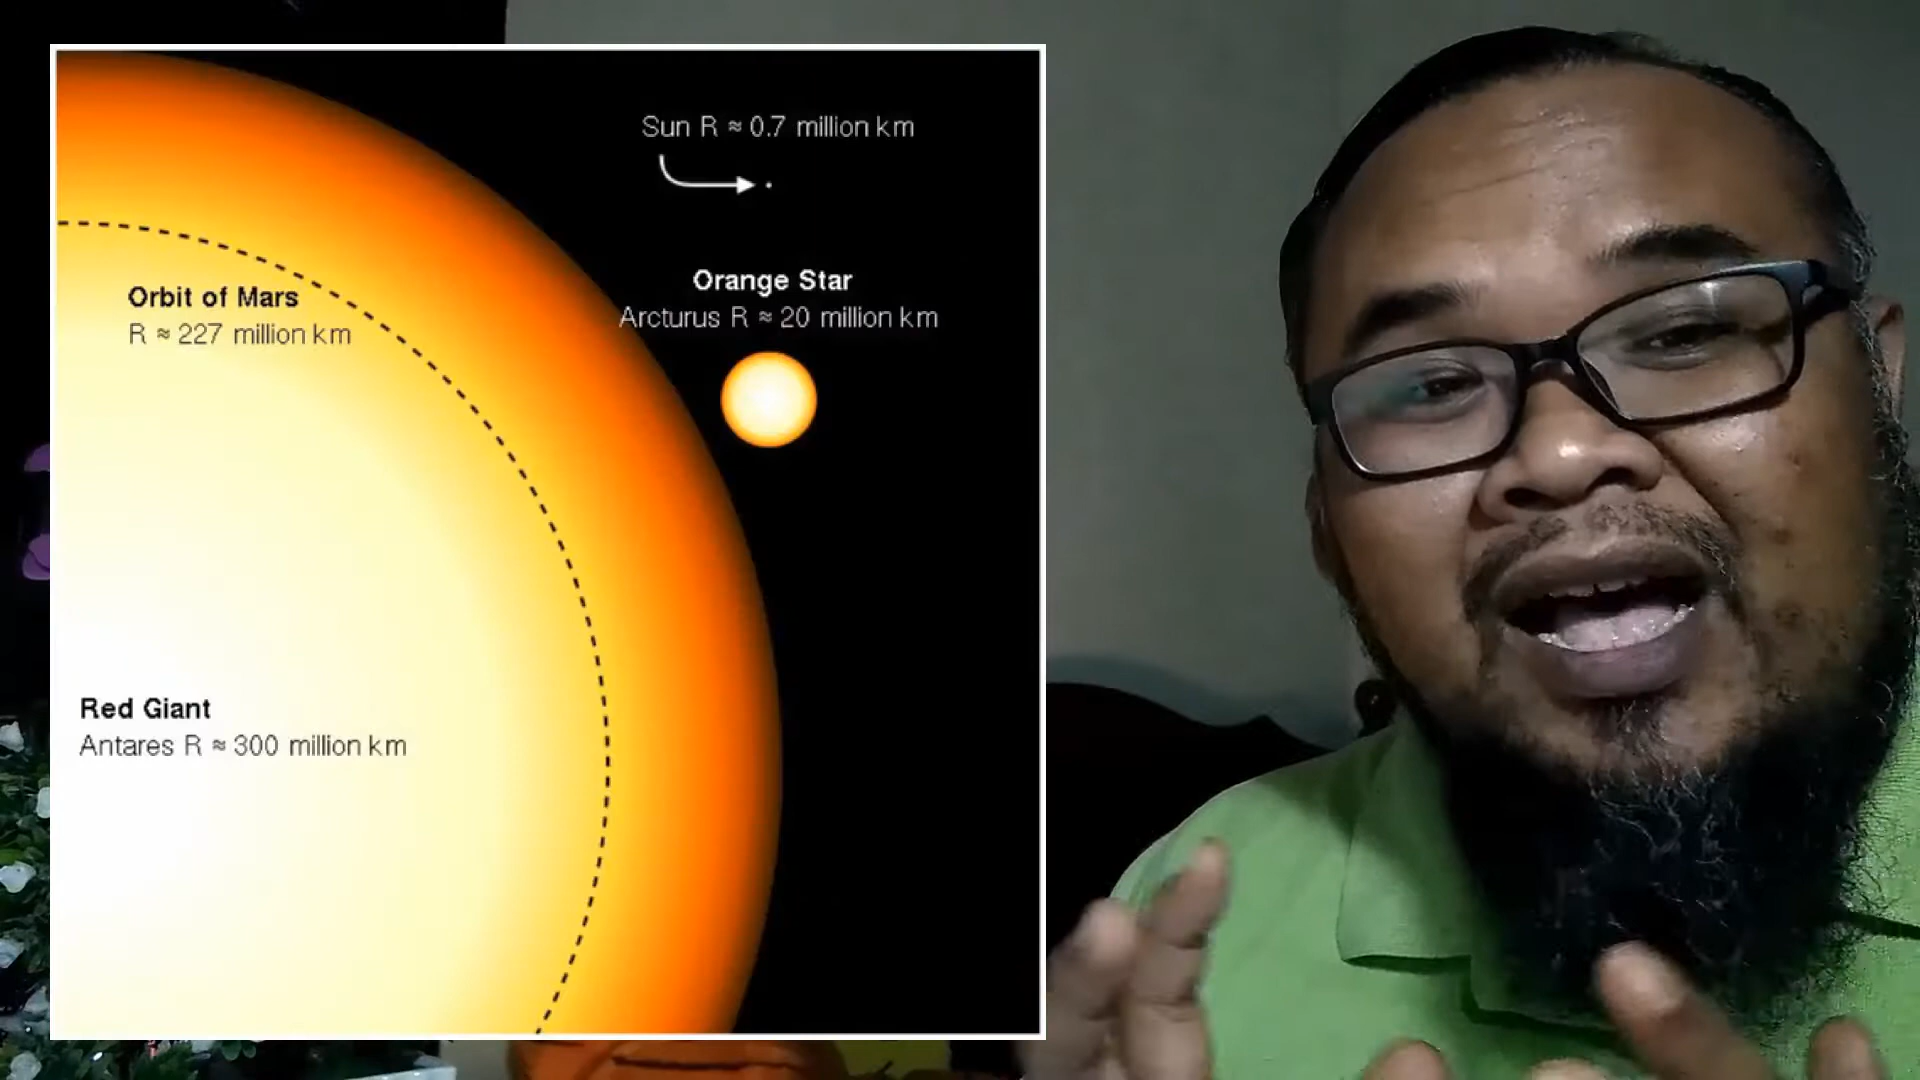 Sun R ≈ 0.7 million km
Orange Star
Arcturus R ≈ 20 million km
Orbit of Mars
R ≈ 227 million km
Red Giant
Antares R ≈ 300 million km